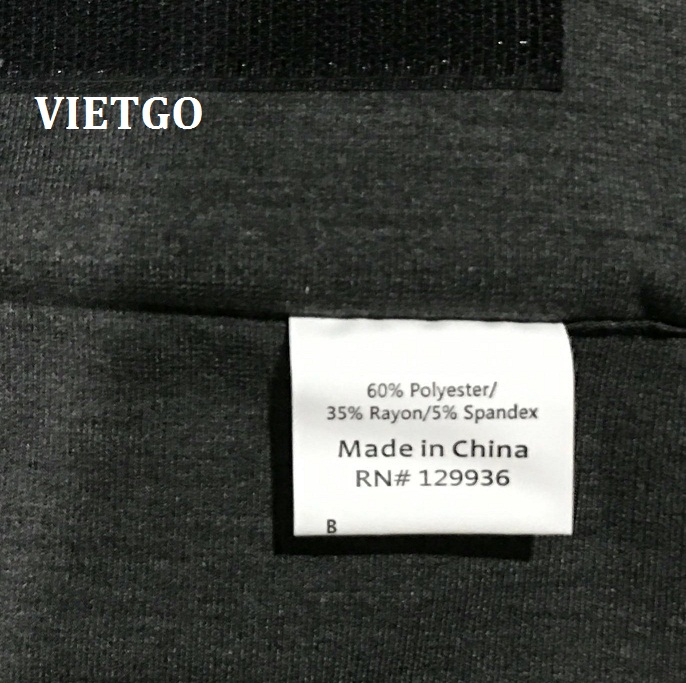 VIETGO
60% Polyester/
35% Rayon/5% Spandex
Made in China
RN# 129936
B